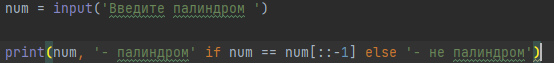 num = input('Введите палиндром ')
print(num, '- палиндром' if num == num[::-1] else '- не палиндром')